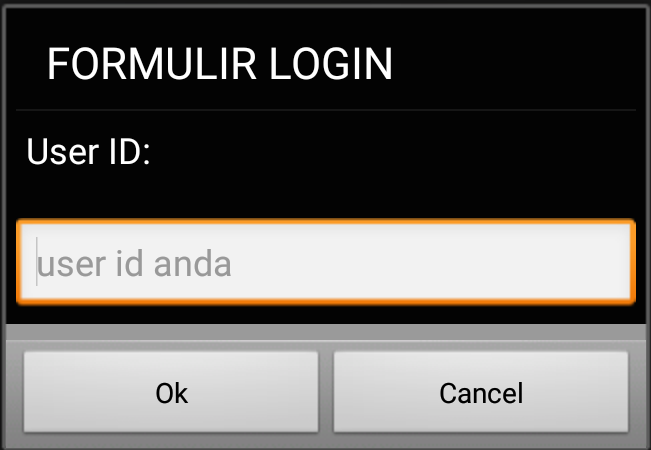 FORMULIR LOGIN
User ID:
user id anda
Ok
Cancel